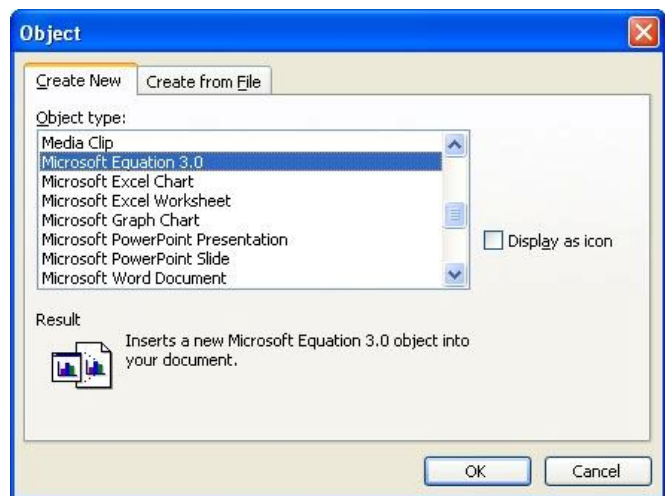 Object
Create New
Create from File
Object type:
Media Clip
Microsoft Equation 3.0
Microsoft Excel Chart
Microsoft Excel Worksheet
Microsoft Graph Chart
Microsoft PowerPoint Presentation
Microsoft PowerPoint Slide
Microsoft Word Document
Display as icon
Result
Inserts a new Microsoft Equation 3.0 object into
your document.
OK
Cancel